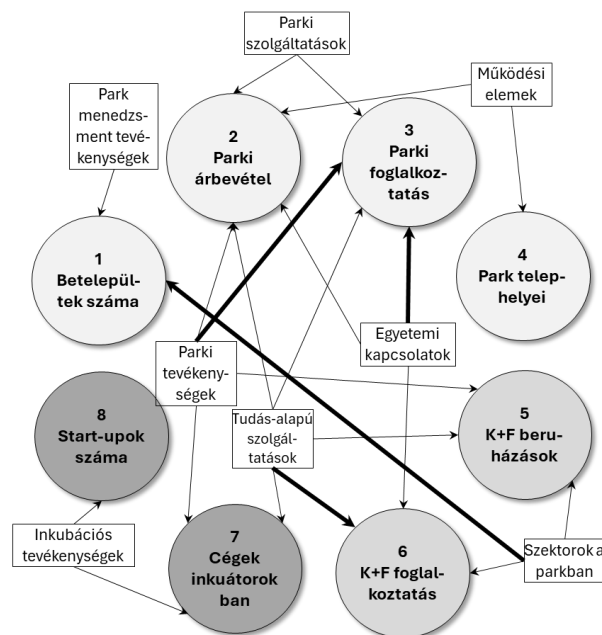 Parki
szolgáltatások
Működési
elemek
Park
menedzs-
ment tevé-
kenységek
2
Parki
árbevétel
3
Parki
foglalkoz-
tatás
1
Betelepül-
tek száma
4
Park telep-
helyei
Egyetemi
kapcsolatok
Parki
tevékeny-
ségek
8
Start-upok
száma
Tudás-alapú
szolgál-
tatások
5
K+F beru-
házások
Inkubációs
tevékenységek
7
Cégek
inkuátorok
ban
6
K+F foglal-
koztatás
Szektorok a
parkban